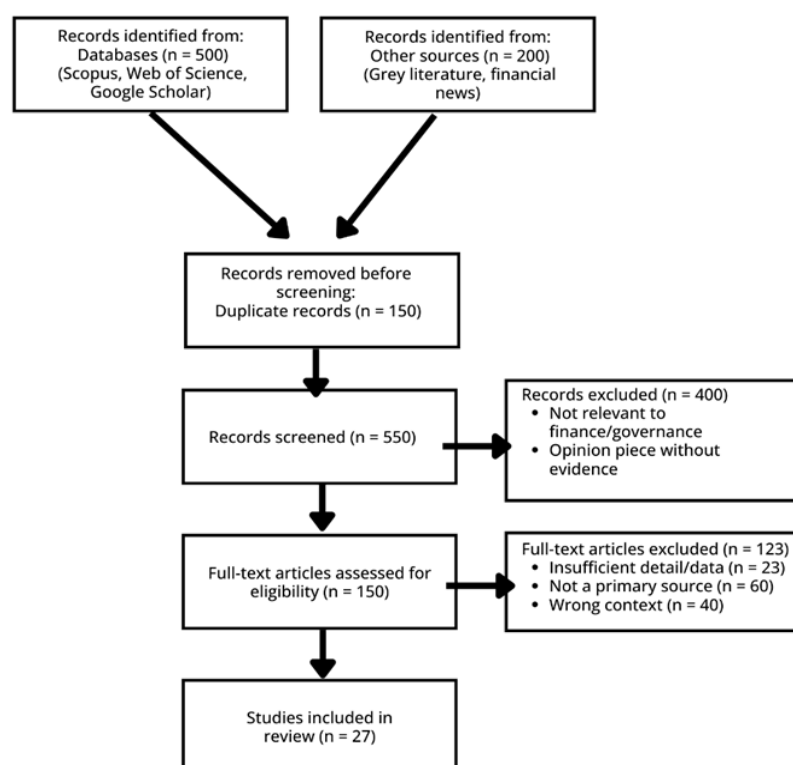 Records identified from:
Databases (n = 500)
(Scopus, Web of Science,
Google Scholar)
Records identified from:
Other sources (n = 200)
(Grey literature, financial
news)
Records removed before
screening:
Duplicate records (n = 150)
Records screened (n = 550)
Records excluded (n = 400)
• Not relevant to
finance/governance
• Opinion piece without
evidence
Full-text articles assessed for
eligibility (n = 150)
Full-text articles excluded (n = 123)
• Insufficient detail/data (n = 23)
• Not a primary source (n = 60)
• Wrong context (n = 40)
Studies included in
review (n = 27)